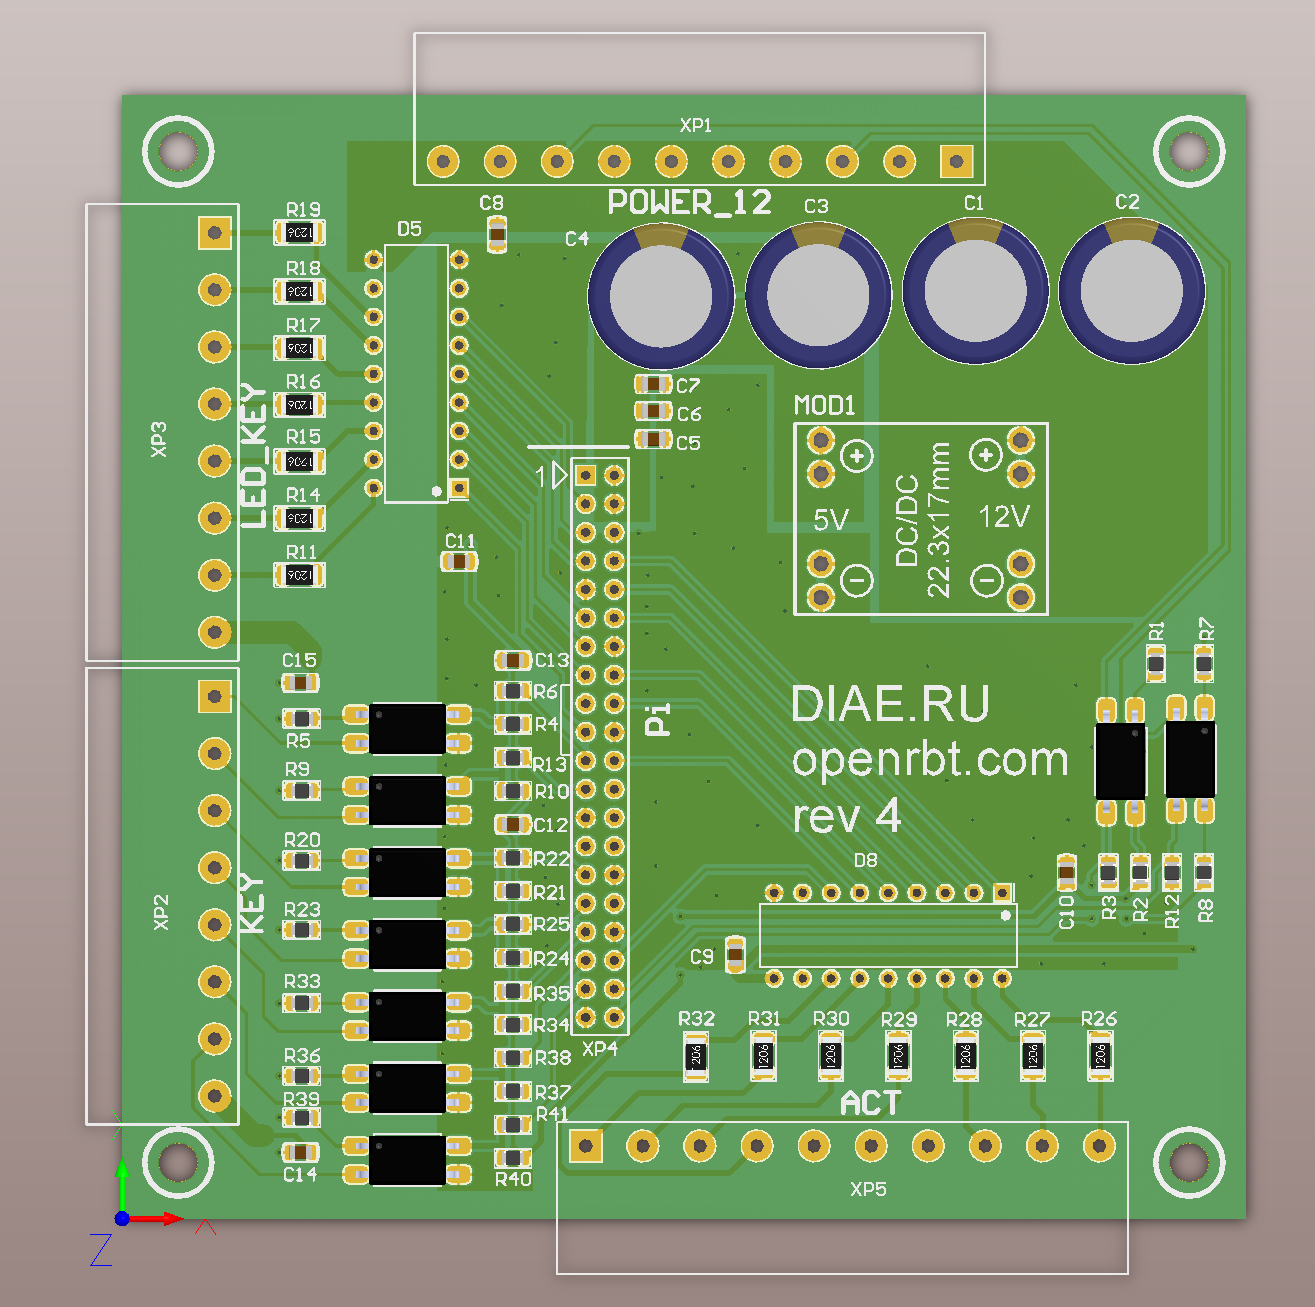 XP1
POWER_12
C8
C4
C3
C1
C2
D5
R19
1206
R18
1206
R17
1206
R16
1206
R15
1206
R14
1206
R11
1206
XP3
LED_KEY
C7
C6
C5
MOD1
5V
DC/DC
22.3x17mm
12V
1
C11
C15
R5
R9
R20
R23
R33
R36
R39
C14
XP2
KEY
C13
R6
R4
R13
R10
C12
R22
R21
R25
R24
R35
R34
R38
R37
R41
R40
Pi
XP4
DIAE.RU
openrbt.com
rev 4
R1
R7
D8
C10
R3
R2
R12
R8
C9
R32
R31
R30
R29
R28
R27
R26
1206
1206
1206
1206
1206
1206
1206
ACT
XP5
Z